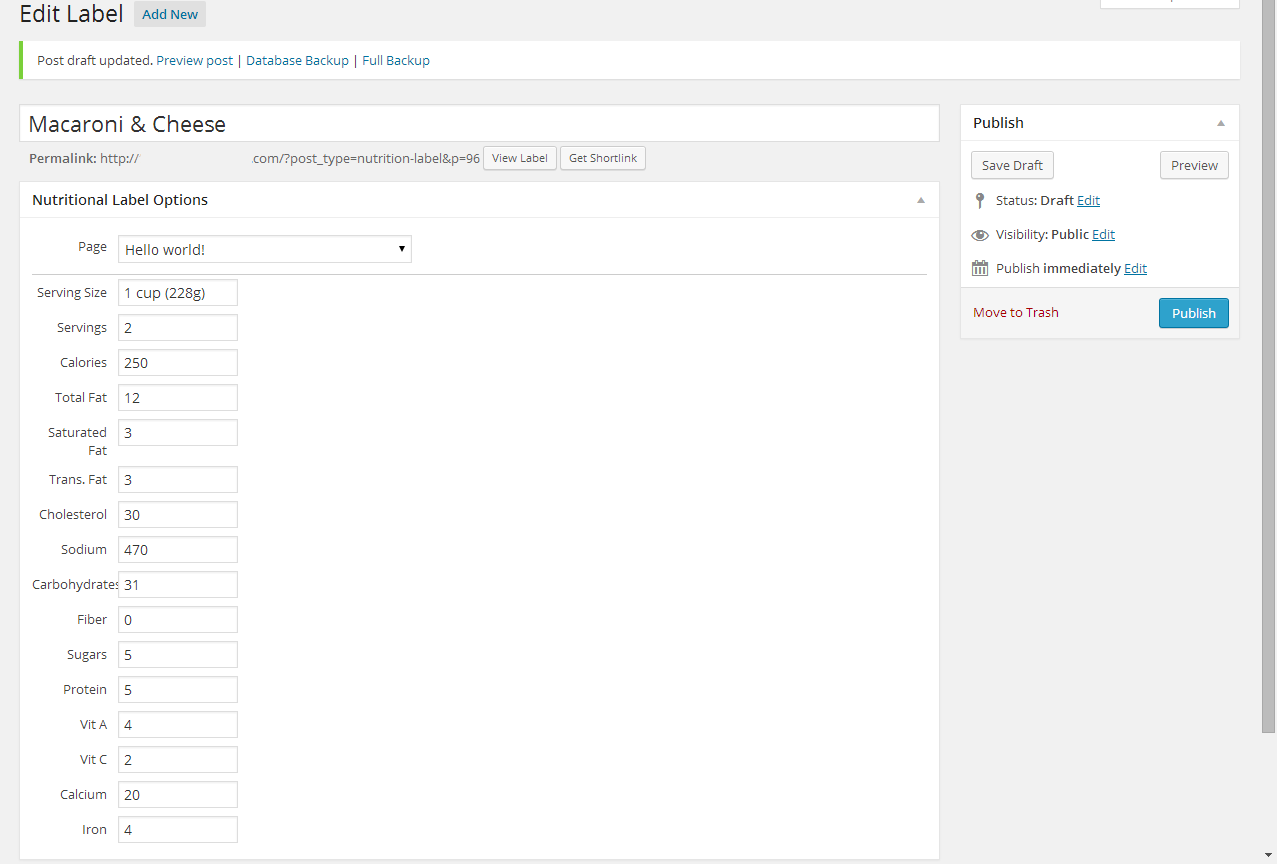 Edit Label Add New
Post draft updated. Preview post | Database Backup | Full Backup
Macaroni & Cheese
Permalink: http:// .com/?post_type=nutrition-label&p=96 View Label Get Shortlink
Nutritional Label Options
Page Hello world!
Serving Size 1 cup (228g)
Servings 2
Calories 250
Total Fat 12
Saturated
Fat 3
Trans. Fat 3
Cholesterol 30
Sodium 470
Carbohydrates 31
Fiber 0
Sugars 5
Protein 5
Vit A 4
Vit C 2
Calcium 20
Iron 4
Publish
Save Draft Preview
Status: Draft Edit
Visibility: Public Edit
Publish immediately Edit
Move to Trash Publish